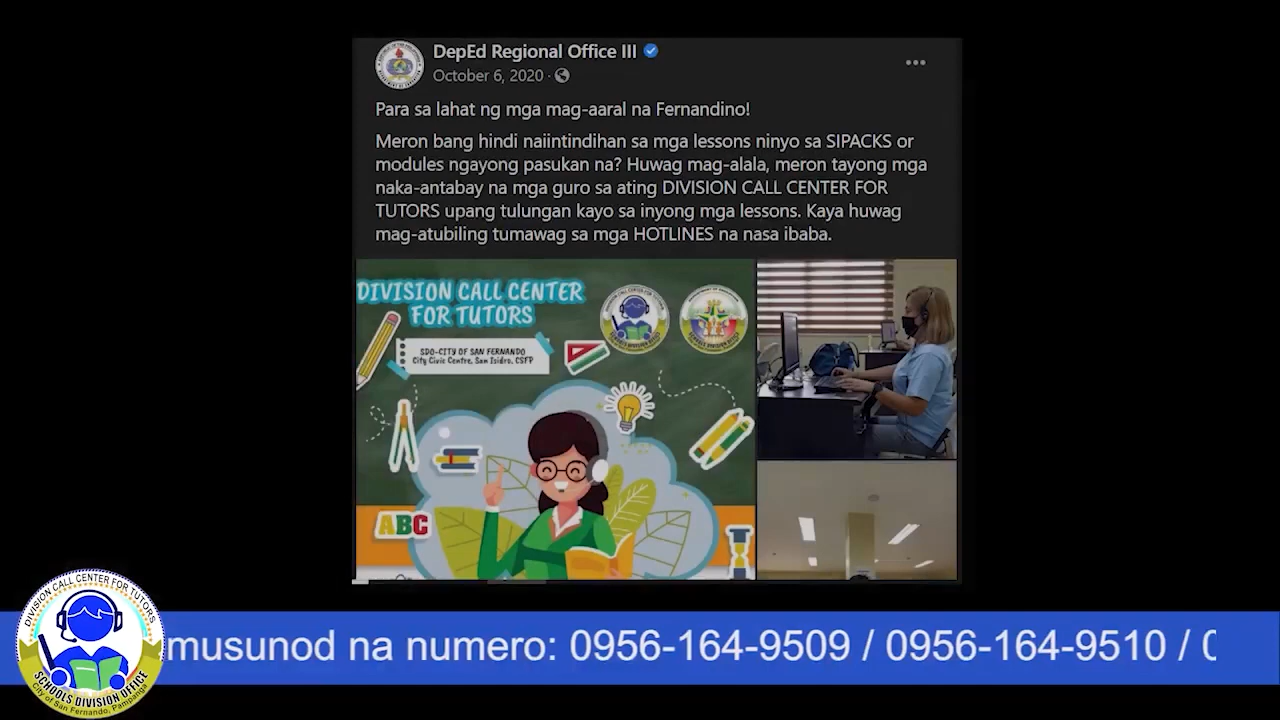 DepEd Regional Office III
October 6, 2020 ·
Para sa lahat ng mga mag-aaral na Fernandino!
Meron bang hindi naiintindihan sa mga lessons ninyo sa SIPACKS or
modules ngayong pasukan na? Huwag mag-alala, meron tayong mga
naka-antabay na mga guro sa ating DIVISION CALL CENTER FOR
TUTORS upang tulungan kayo sa inyong mga lessons. Kaya huwag
mag-atubiling tumawag sa mga HOTLINES na nasa ibaba.
DIVISION CALL CENTER
FOR TUTORS
SDO-CITY OF SAN FERNANDO
City Civic Centre, San Isidro, CSFP
ABC
musunod na numero: 0956-164-9509 / 0956-164-9510 / 0
DIVISION CALL CENTER FOR TUTORS
SCHOOLS DIVISION OFFICE
City of San Fernando, Pampanga